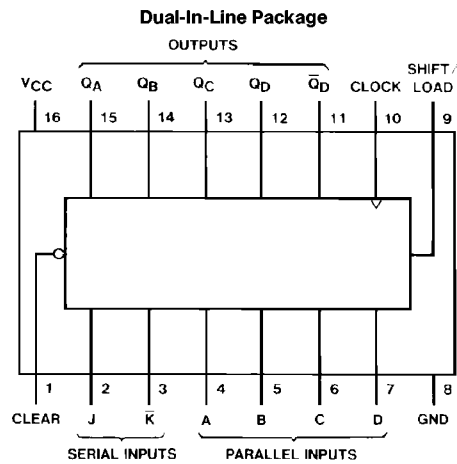 Dual-In-Line Package
OUTPUTS
VCC QA QB QC QD Q̅D CLOCK SHIFT/
LOAD
16 15 14 13 12 11 10 9
1 2 3 4 5 6 7 8
CLEAR J K̅ A B C D GND
SERIAL INPUTS PARALLEL INPUTS